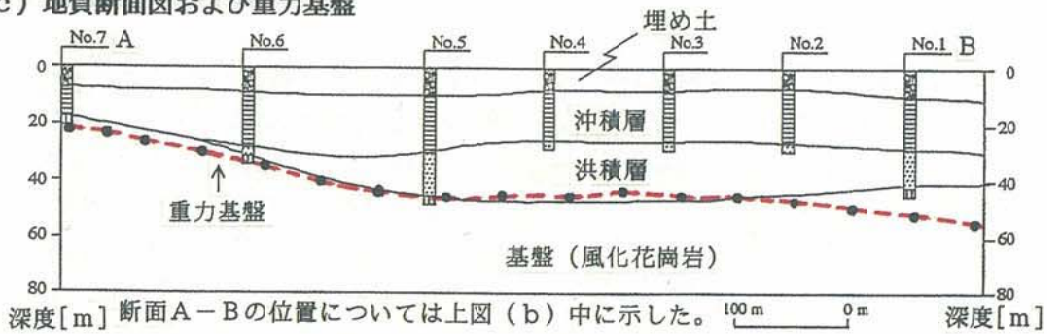 c) 地質断面図および重力基盤
No.7 A No.6 No.5 No.4 埋め土 No.3 No.2 No.1 B
0 0
沖積層
20 20
洪積層
40 40
重力基盤
60 基盤（風化花崗岩） 60
80 80
深度[m] 断面A－Bの位置については上図（b）中に示した。 100m 0m 深度[m]